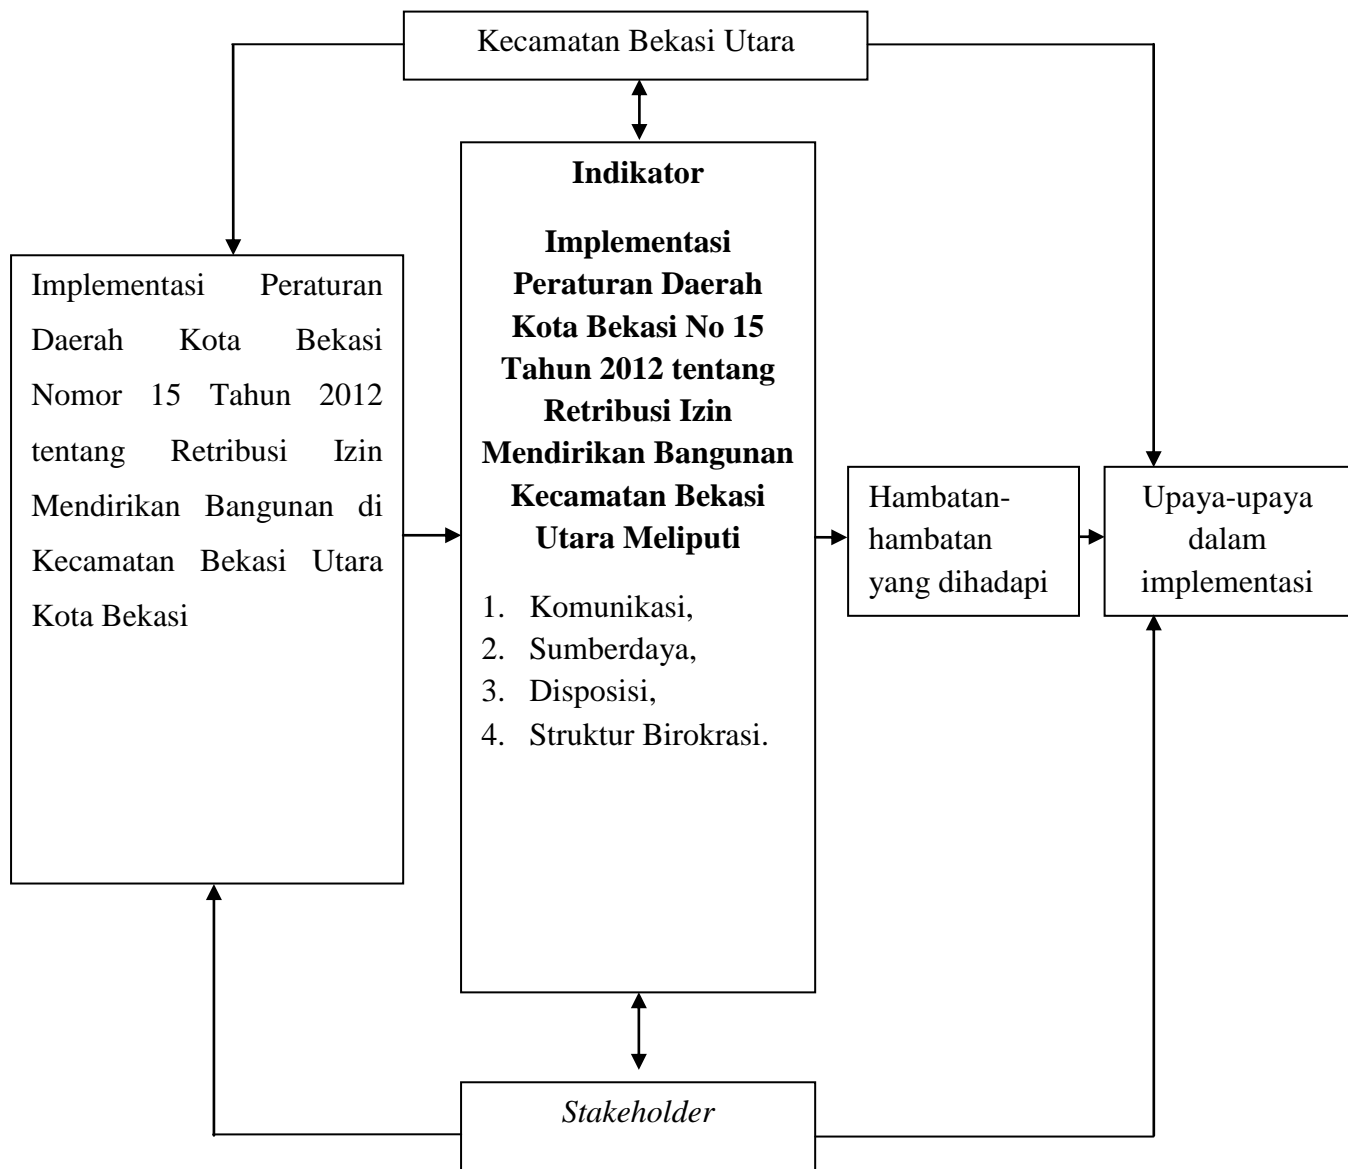 Kecamatan Bekasi Utara
Implementasi Peraturan
Daerah Kota Bekasi
Nomor 15 Tahun 2012
tentang Retribusi Izin
Mendirikan Bangunan di
Kecamatan Bekasi Utara
Kota Bekasi
Indikator
Implementasi
Peraturan Daerah
Kota Bekasi No 15
Tahun 2012 tentang
Retribusi Izin
Mendirikan Bangunan
Kecamatan Bekasi
Utara Meliputi
1. Komunikasi,
2. Sumberdaya,
3. Disposisi,
4. Struktur Birokrasi.
Hambatan-
hambatan
yang dihadapi
Upaya-upaya
dalam
implementasi
Stakeholder